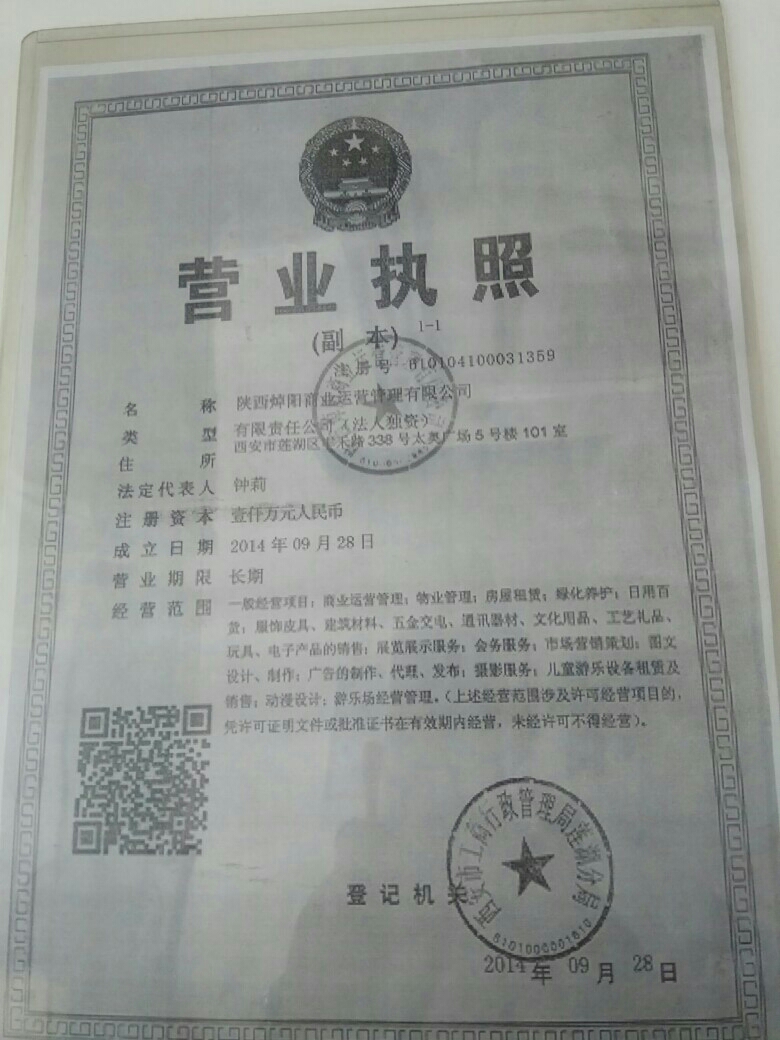 营业执照
(副 本) 1-1
注册号 610104100031359
名称 陕西焯阳商业运营管理有限公司
类型 有限责任公司(法人独资)
住所 西安市莲湖区丰禾路338号太奥广场5号楼101室
法定代表人 钟莉
注册资本 壹仟万元人民币
成立日期 2014年09月28日
营业期限 长期
经营范围 一般经营项目：商业运营管理；物业管理；房屋租赁；绿化养护；日用百
货；服饰皮具、建筑材料、五金交电、通讯器材、文化用品、工艺礼品、
玩具、电子产品的销售；展览展示服务；会务服务；市场营销策划；图文
设计、制作；广告的制作、代理、发布；摄影服务；儿童游乐设备租赁及
销售；动漫设计；游乐场经营管理。(上述经营范围涉及许可经营项目的，
凭许可证明文件或批准证书在有效期内经营，未经许可不得经营)。
西安市工商行政管理局莲湖分局
登记机关
6101000001610
2014年09月28日